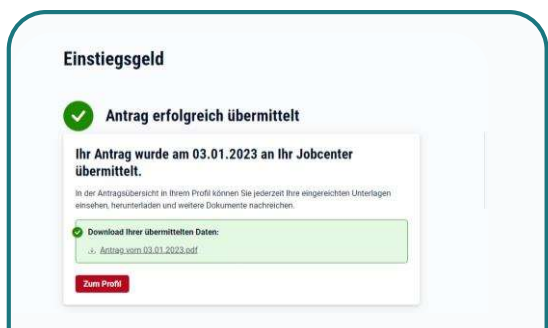 Einstiegsgeld
Antrag erfolgreich übermittelt
Ihr Antrag wurde am 03.01.2023 an Ihr Jobcenter
übermittelt.
In der Antragsübersicht in Ihrem Profil können Sie jederzeit Ihre eingereichten Unterlagen
einsehen, herunterladen und weitere Dokumente nachreichen.
Download Ihrer übermittelten Daten:
Antrag vom 03.01.2023.pdf
Zum Profil